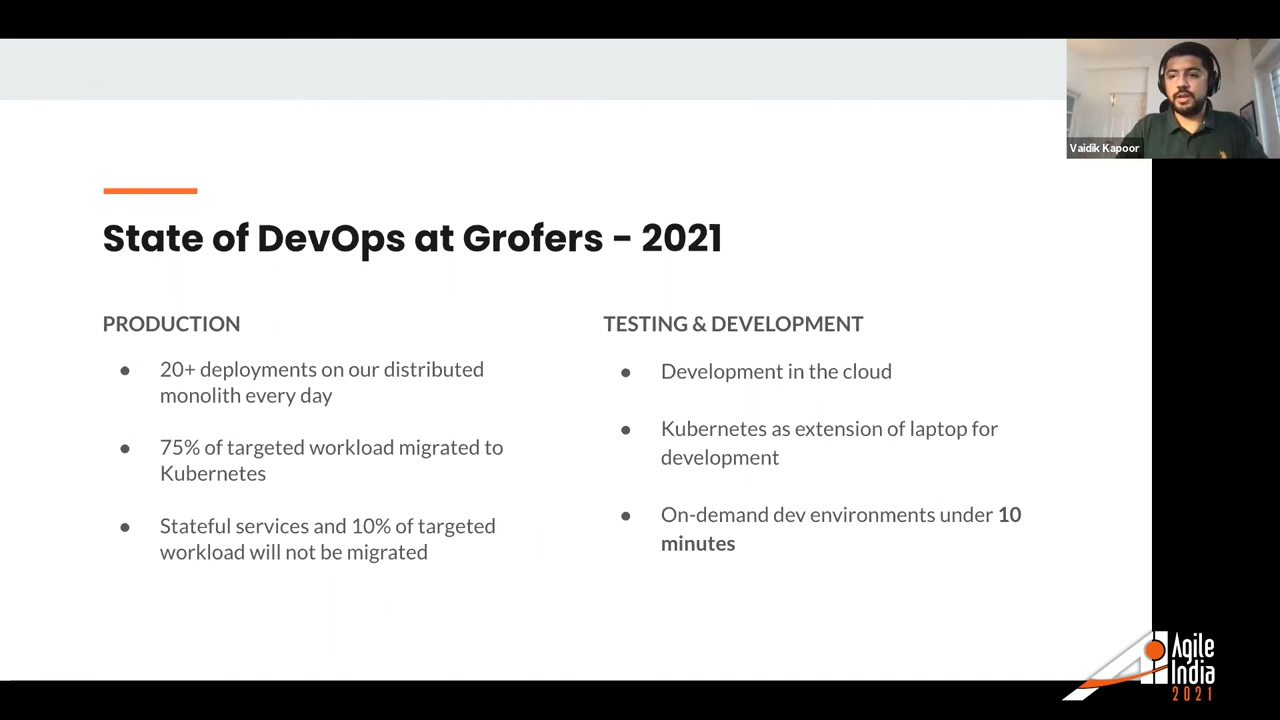 Vaidik Kapoor
State of DevOps at Grofers - 2021
PRODUCTION
● 20+ deployments on our distributed
monolith every day
● 75% of targeted workload migrated to
Kubernetes
● Stateful services and 10% of targeted
workload will not be migrated
TESTING & DEVELOPMENT
● Development in the cloud
● Kubernetes as extension of laptop for
development
● On-demand dev environments under 10
minutes
Agile
India
2021